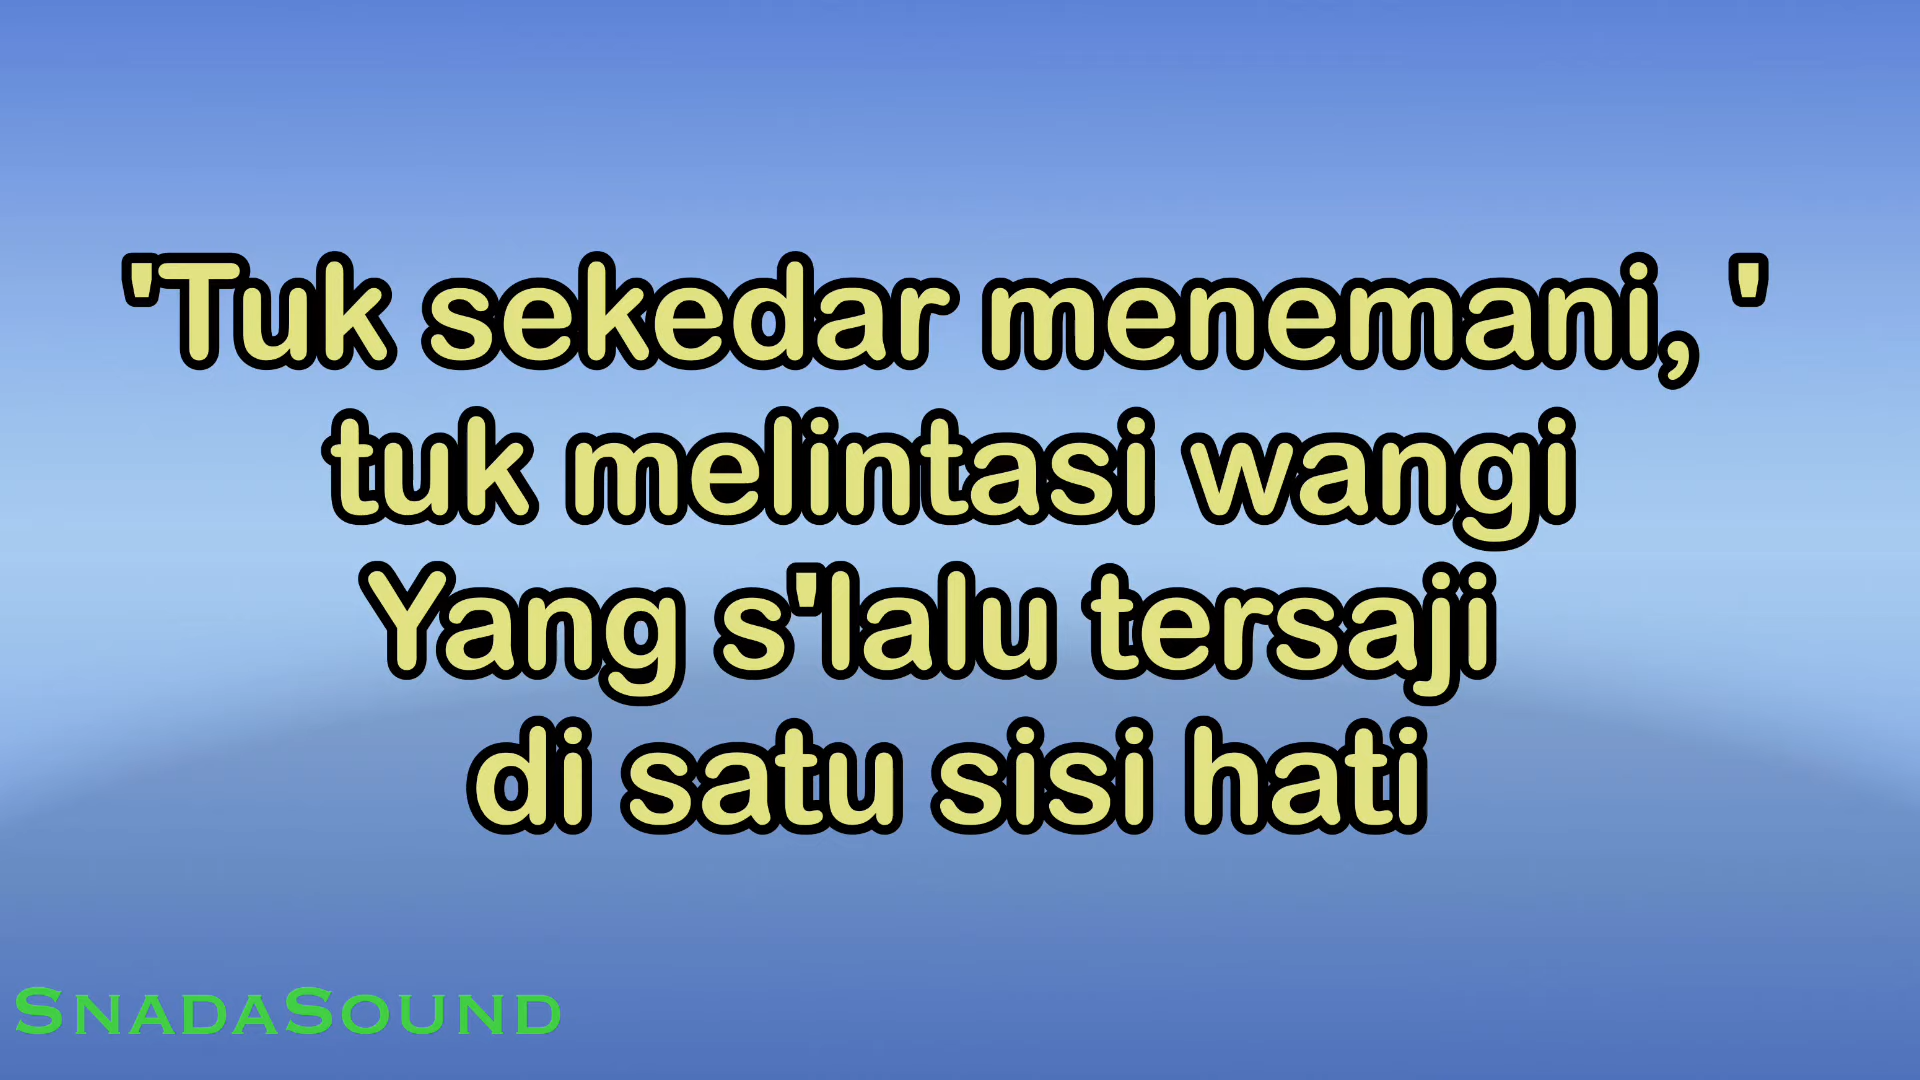 'Tuk sekedar menemani, '
tuk melintasi wangi
Yang s'lalu tersaji
di satu sisi hati
SnadaSound